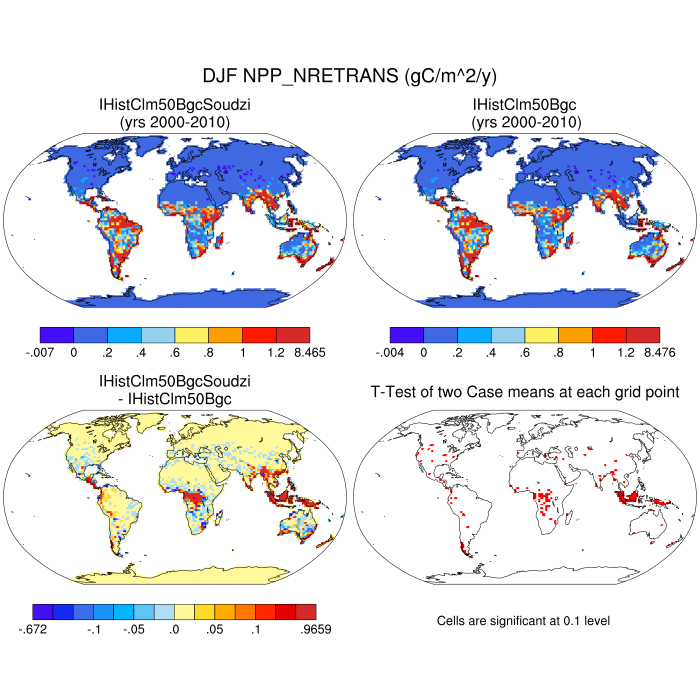 DJF NPP_NRETRANS (gC/m^2/y)
IHistClm50BgcSoudzi
(yrs 2000-2010)
IHistClm50Bgc
(yrs 2000-2010)
-.007 0 .2 .4 .6 .8 1 1.2 8.465
-.004 0 .2 .4 .6 .8 1 1.2 8.476
IHistClm50BgcSoudzi
- IHistClm50Bgc
T-Test of two Case means at each grid point
-.672 -.1 -.05 .0 .05 .1 .9659
Cells are significant at 0.1 level